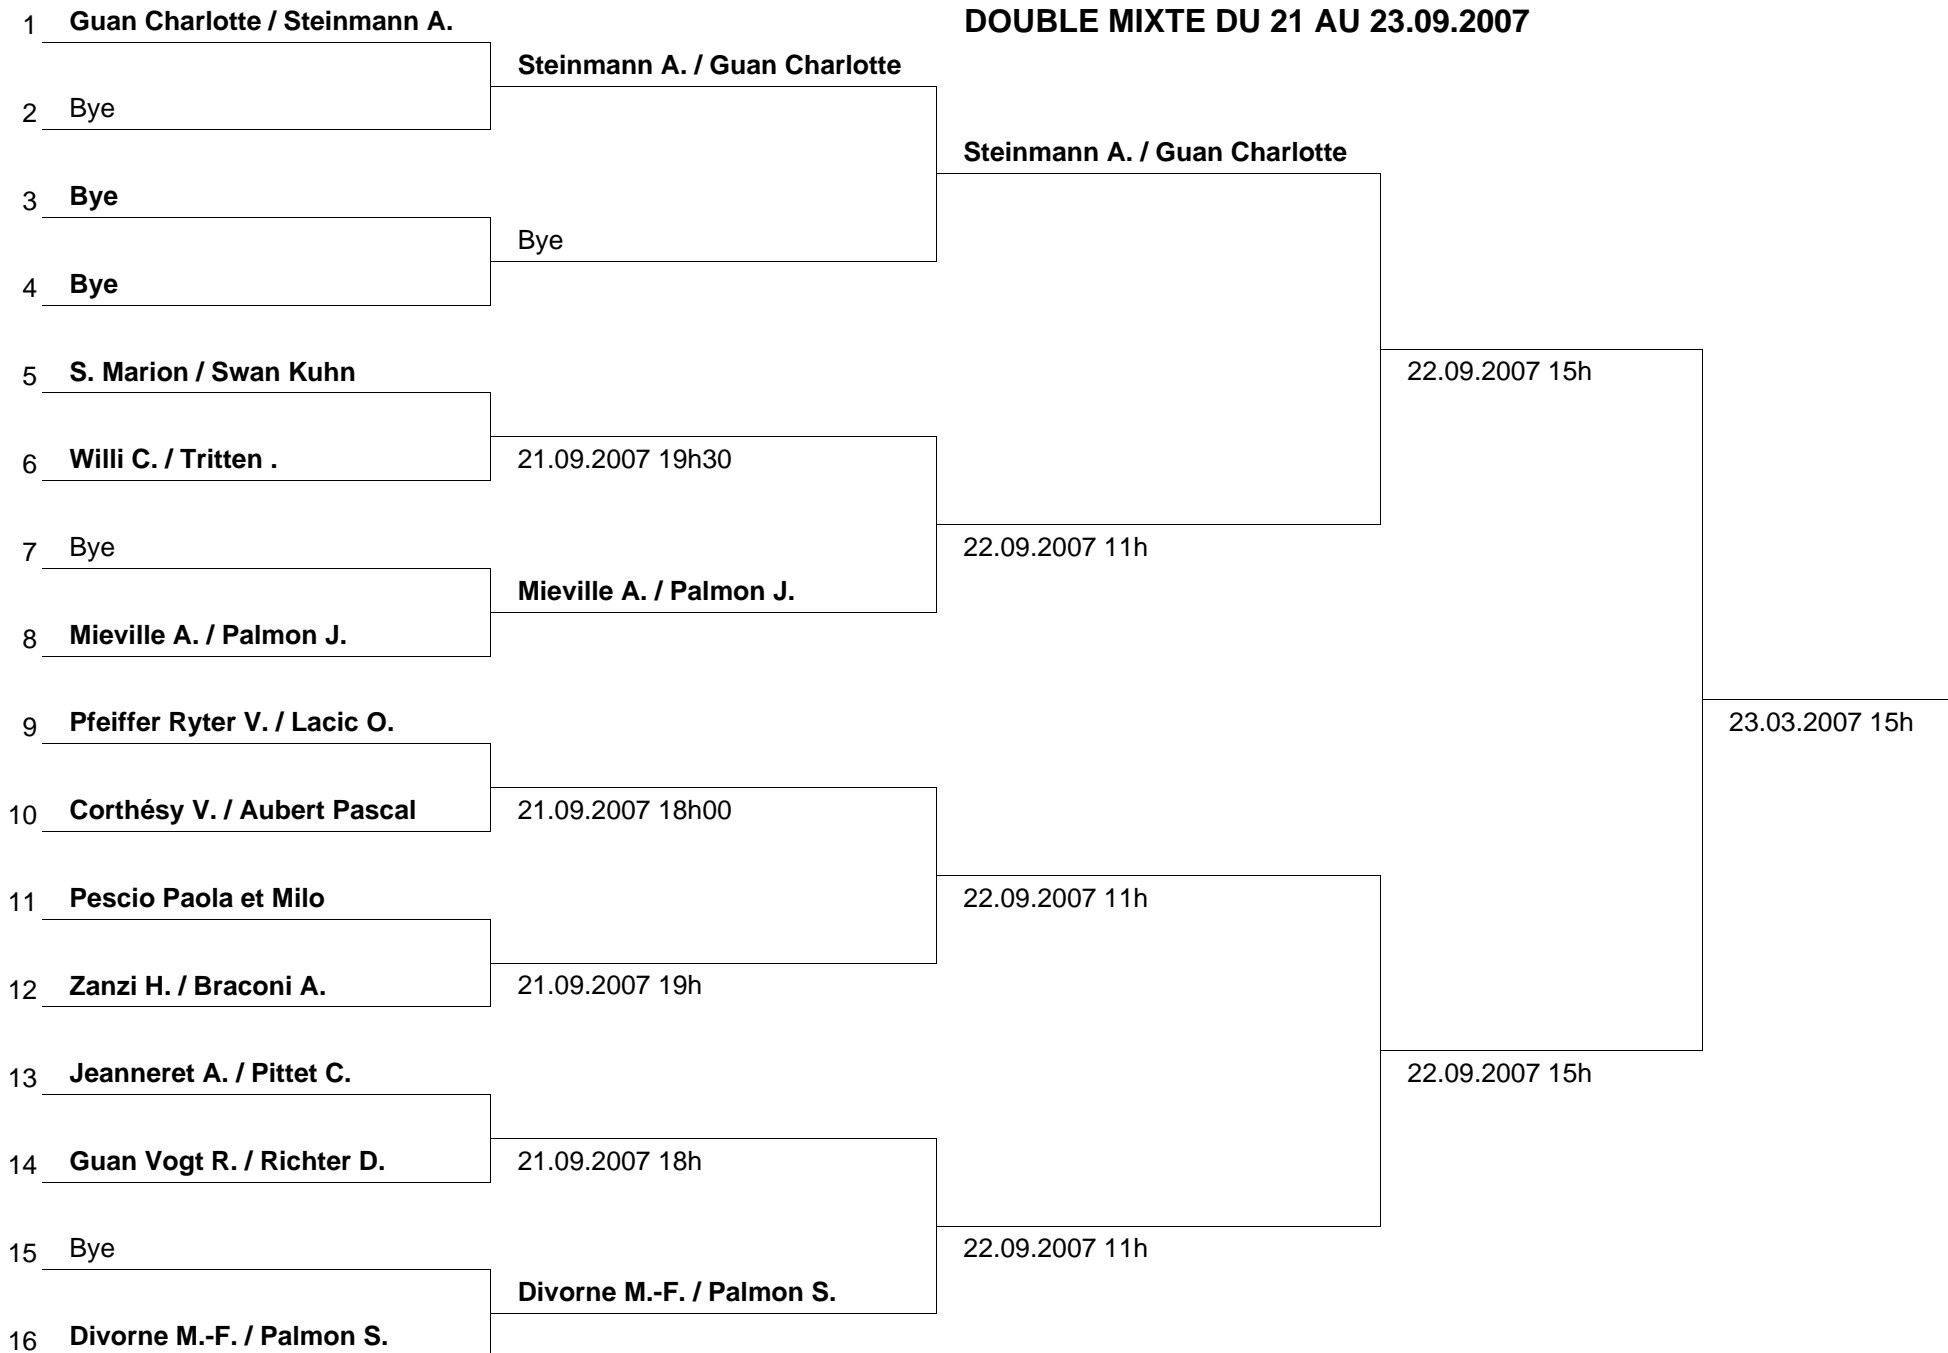 DOUBLE MIXTE DU 21 AU 23.09.2007
1 Guan Charlotte / Steinmann A.
Steinmann A. / Guan Charlotte
2 Bye
Steinmann A. / Guan Charlotte
3 Bye
Bye
4 Bye
5 S. Marion / Swan Kuhn
22.09.2007 15h
6 Willi C. / Tritten .
21.09.2007 19h30
7 Bye
22.09.2007 11h
Mieville A. / Palmon J.
8 Mieville A. / Palmon J.
9 Pfeiffer Ryter V. / Lacic O.
23.03.2007 15h
10 Corthésy V. / Aubert Pascal
21.09.2007 18h00
11 Pescio Paola et Milo
22.09.2007 11h
12 Zanzi H. / Braconi A.
21.09.2007 19h
13 Jeanneret A. / Pittet C.
22.09.2007 15h
14 Guan Vogt R. / Richter D.
21.09.2007 18h
15 Bye
22.09.2007 11h
Divorne M.-F. / Palmon S.
16 Divorne M.-F. / Palmon S.